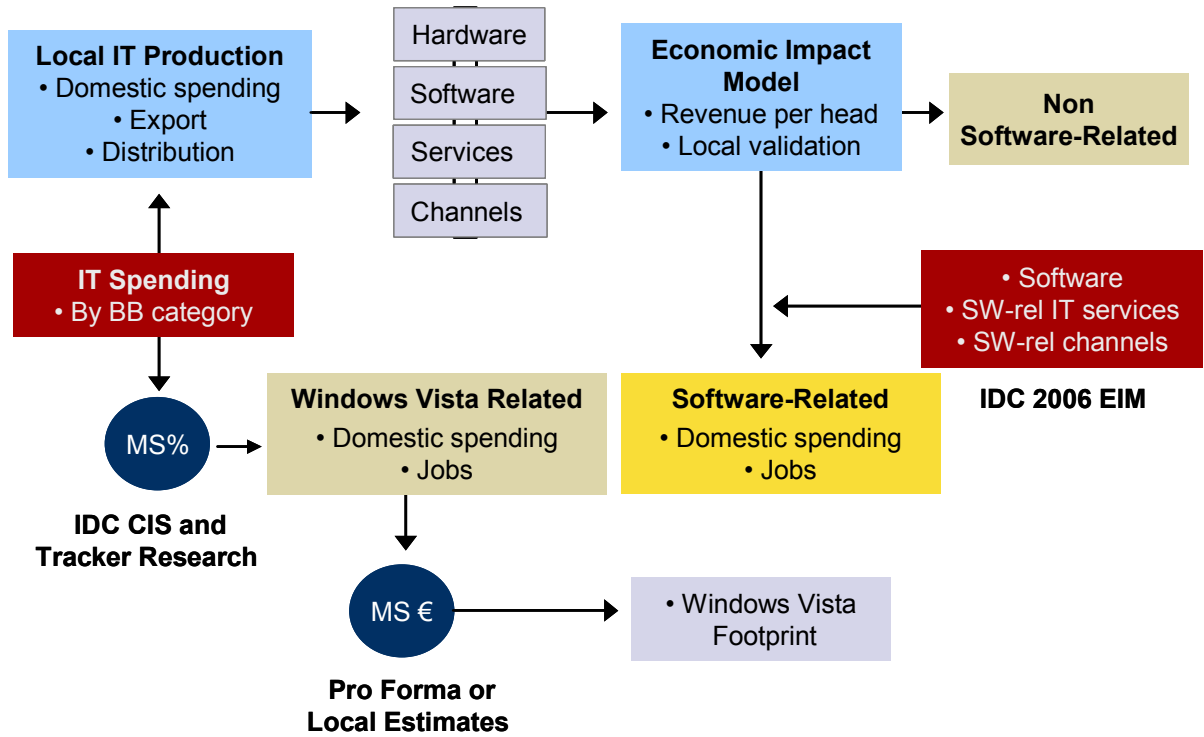 Local IT Production
• Domestic spending
• Export
• Distribution
Hardware
Software
Services
Channels
Economic Impact
Model
• Revenue per head
• Local validation
Non
Software-Related
IT Spending
• By BB category
• Software
• SW-rel IT services
• SW-rel channels
IDC 2006 EIM
MS%
IDC CIS and
Tracker Research
Windows Vista Related
• Domestic spending
• Jobs
Software-Related
• Domestic spending
• Jobs
MS €
Pro Forma or
Local Estimates
• Windows Vista
Footprint